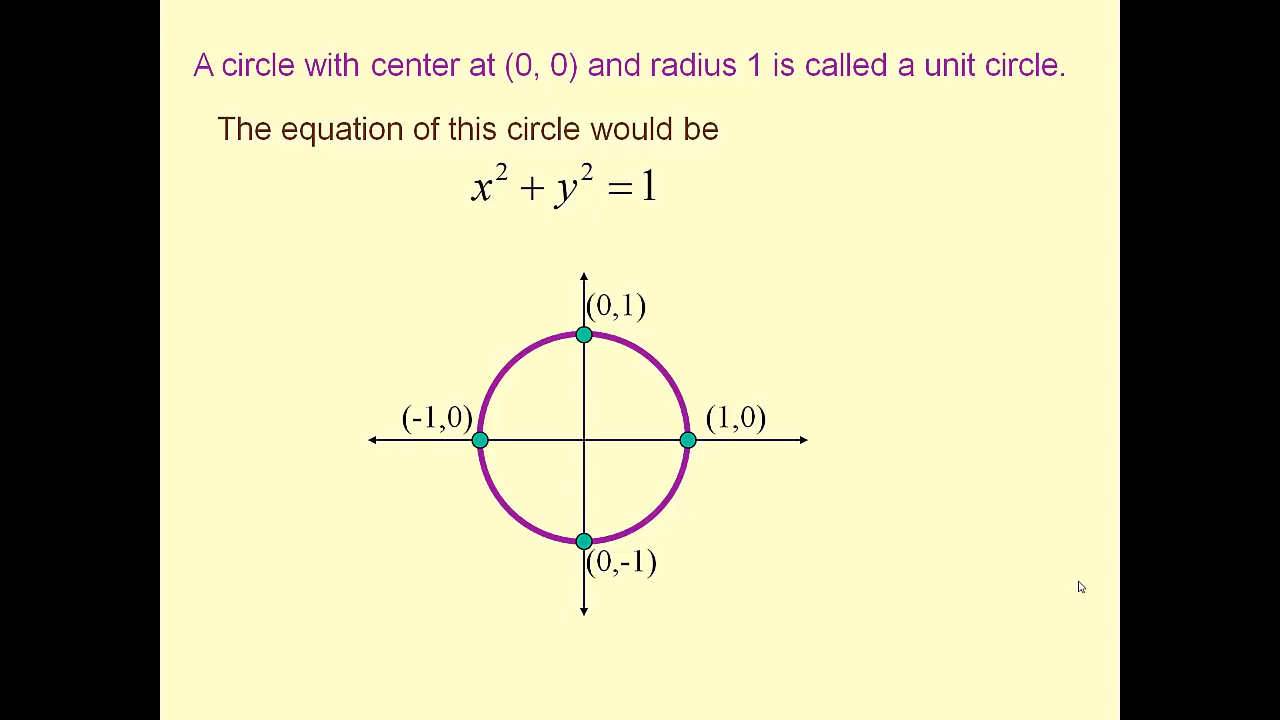 A circle with center at (0, 0) and radius 1 is called a unit circle.
The equation of this circle would be
x² + y² = 1
(0,1)
(-1,0)
(1,0)
(0,-1)